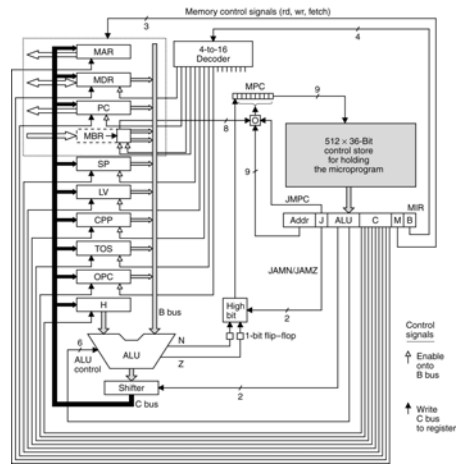 Memory control signals (rd, wr, fetch)
3
4
MAR
MDR
PC
MBR
SP
LV
CPP
TOS
OPC
H
4-to-16
Decoder
MPC
9
8
O
9
512 × 36-Bit
control store
for holding
the microprogram
JMPC
MIR
Addr
J
ALU
C
M
B
JAMN/JAMZ
High
bit
2
1-bit flip–flop
B bus
6
ALU
control
ALU
N
Z
Shifter
C bus
2
Control
signals
Enable
onto
B bus
Write
C bus
to register